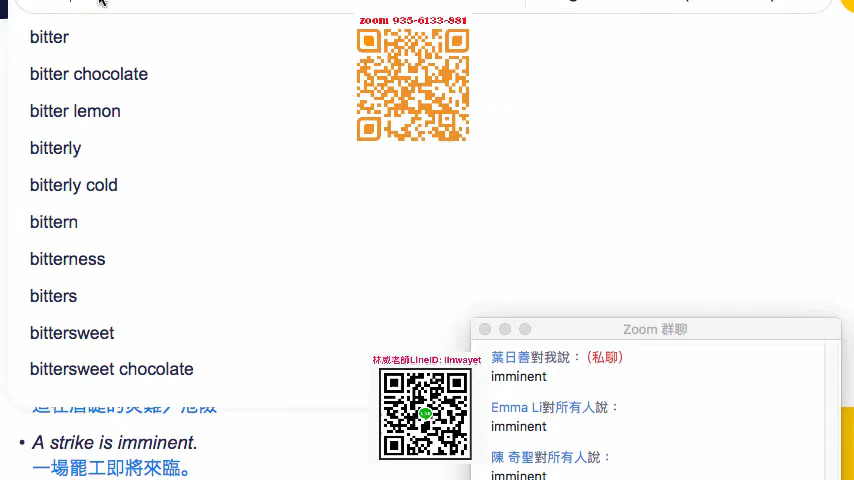 zoom 935-6133-881
bitter
bitter chocolate
bitter lemon
bitterly
bitterly cold
bittern
bitterness
bitters
bittersweet
bittersweet chocolate
Zoom 群聊
林威老師LineID: linwayet
葉日善對我說： (私聊)
imminent
Emma Li對所有人說：
imminent
陳 奇聖對所有人說：
imminent
• A strike is imminent.
一場罷工即將來臨。